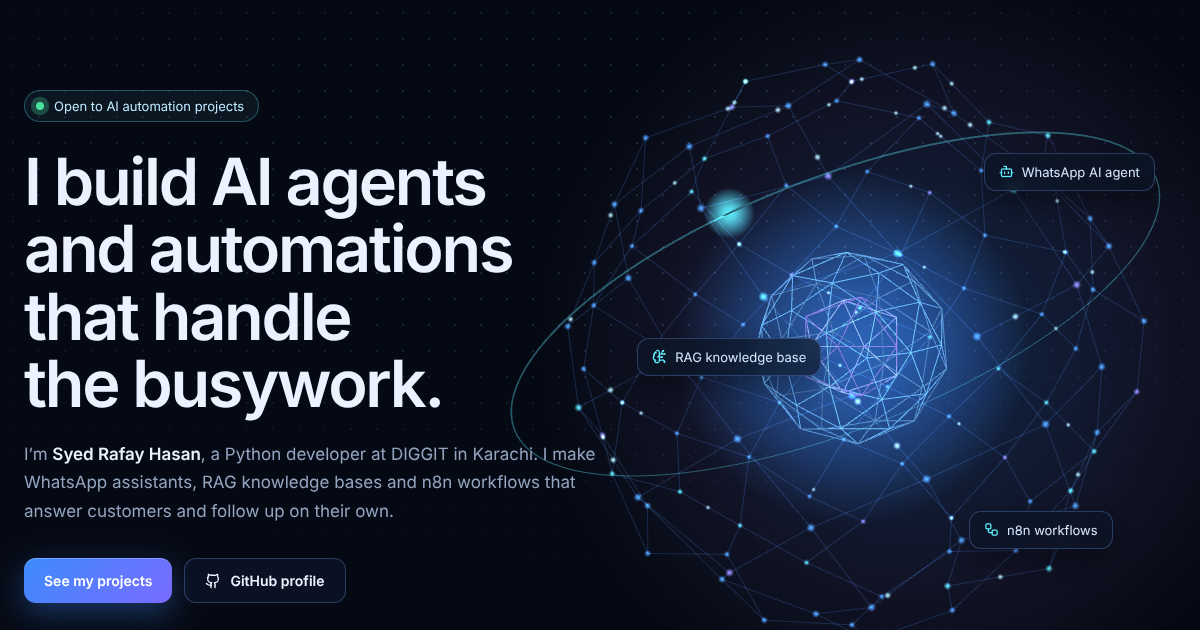 Open to AI automation projects
I build AI agents
and automations
that handle
the busywork.
I’m Syed Rafay Hasan, a Python developer at DIGGIT in Karachi. I make
WhatsApp assistants, RAG knowledge bases and n8n workflows that
answer customers and follow up on their own.
See my projects
GitHub profile
WhatsApp AI agent
RAG knowledge base
n8n workflows